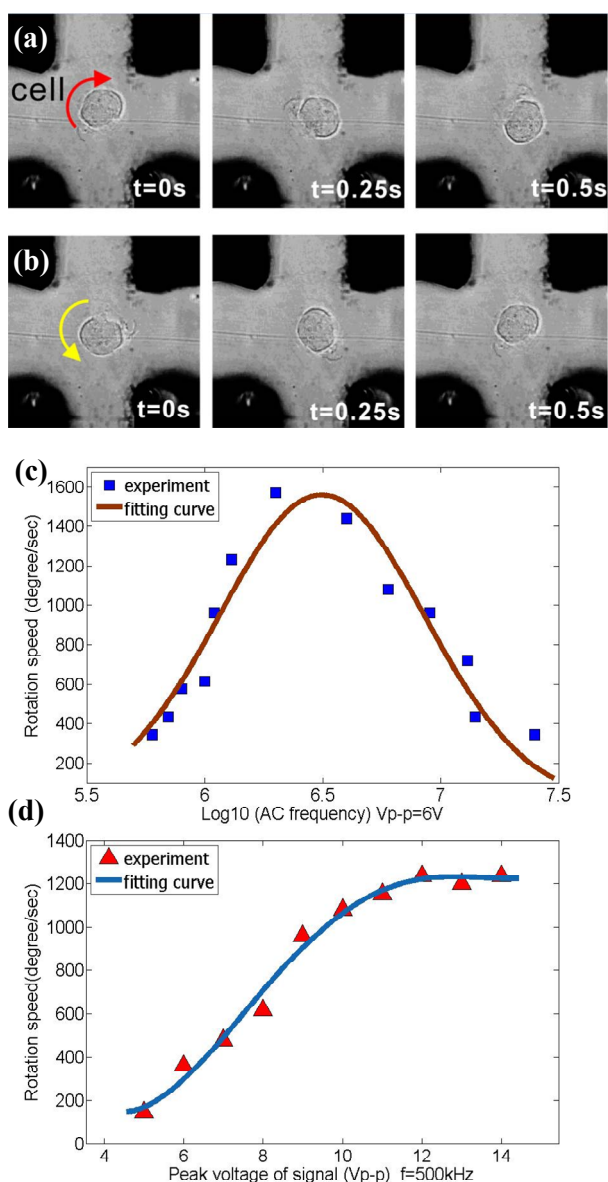 (a)
cell
t=0s
t=0.25s
t=0.5s
(b)
t=0s
t=0.25s
t=0.5s
(c)
experiment
fitting curve
Rotation speed (degree/sec)
1600
1400
1200
1000
800
600
400
200
5.5 6 6.5 7 7.5
Log10 (AC frequency) Vp-p=6V
(d)
experiment
fitting curve
Rotation speed(degree/sec)
1400
1200
1000
800
600
400
200
0
4 6 8 10 12 14
Peak voltage of signal (Vp-p) f=500kHz